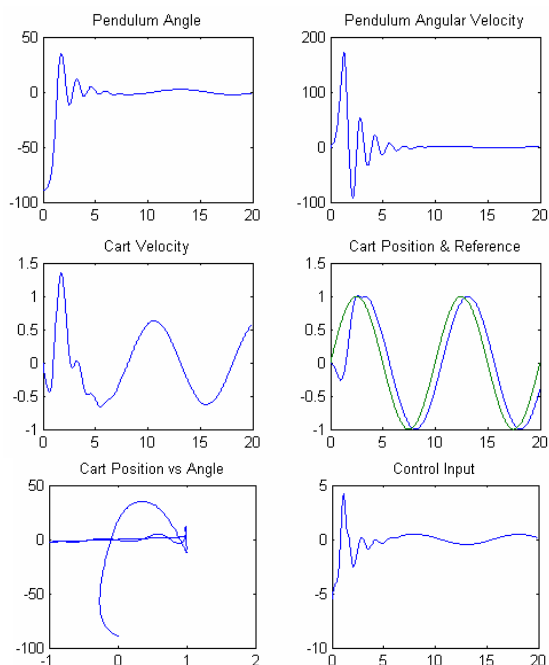 Pendulum Angle
50
0
-50
-100
0 5 10 15 20
Pendulum Angular Velocity
200
100
0
-100
0 5 10 15 20
Cart Velocity
1.5
1
0.5
0
-0.5
-1
0 5 10 15 20
Cart Position & Reference
1.5
1
0.5
0
-0.5
-1
0 5 10 15 20
Cart Position vs Angle
50
0
-50
-100
-1 0 1 2
Control Input
5
0
-5
-10
0 5 10 15 20